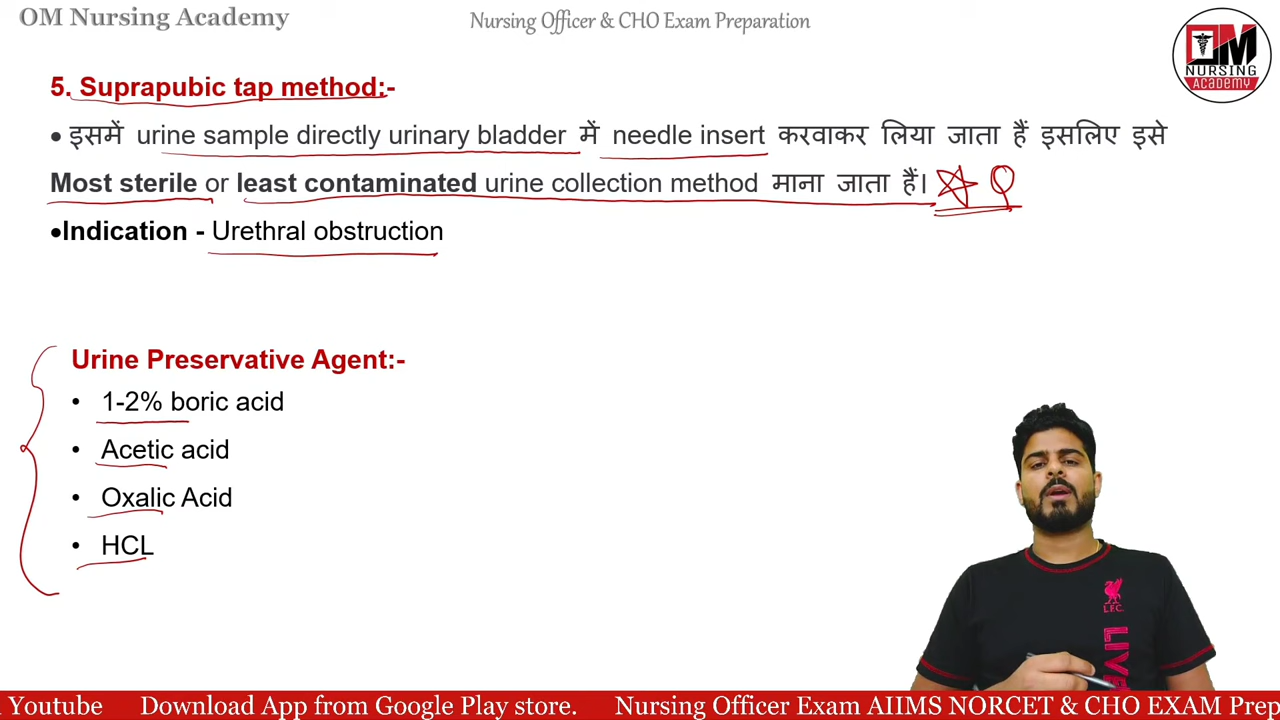 OM Nursing Academy
Nursing Officer & CHO Exam Preparation
OM
NURSING
ACADEMY
5. Suprapubic tap method:-
• इसमें urine sample directly urinary bladder में needle insert करवाकर लिया जाता हैं इसलिए इसे
Most sterile or least contaminated urine collection method माना जाता हैं। Q
•Indication - Urethral obstruction
Urine Preservative Agent:-
• 1-2% boric acid
• Acetic acid
• Oxalic Acid
• HCL
L.F.C.
Youtube Download App from Google Play store. Nursing Officer Exam AIIMS NORCET & CHO EXAM Prep